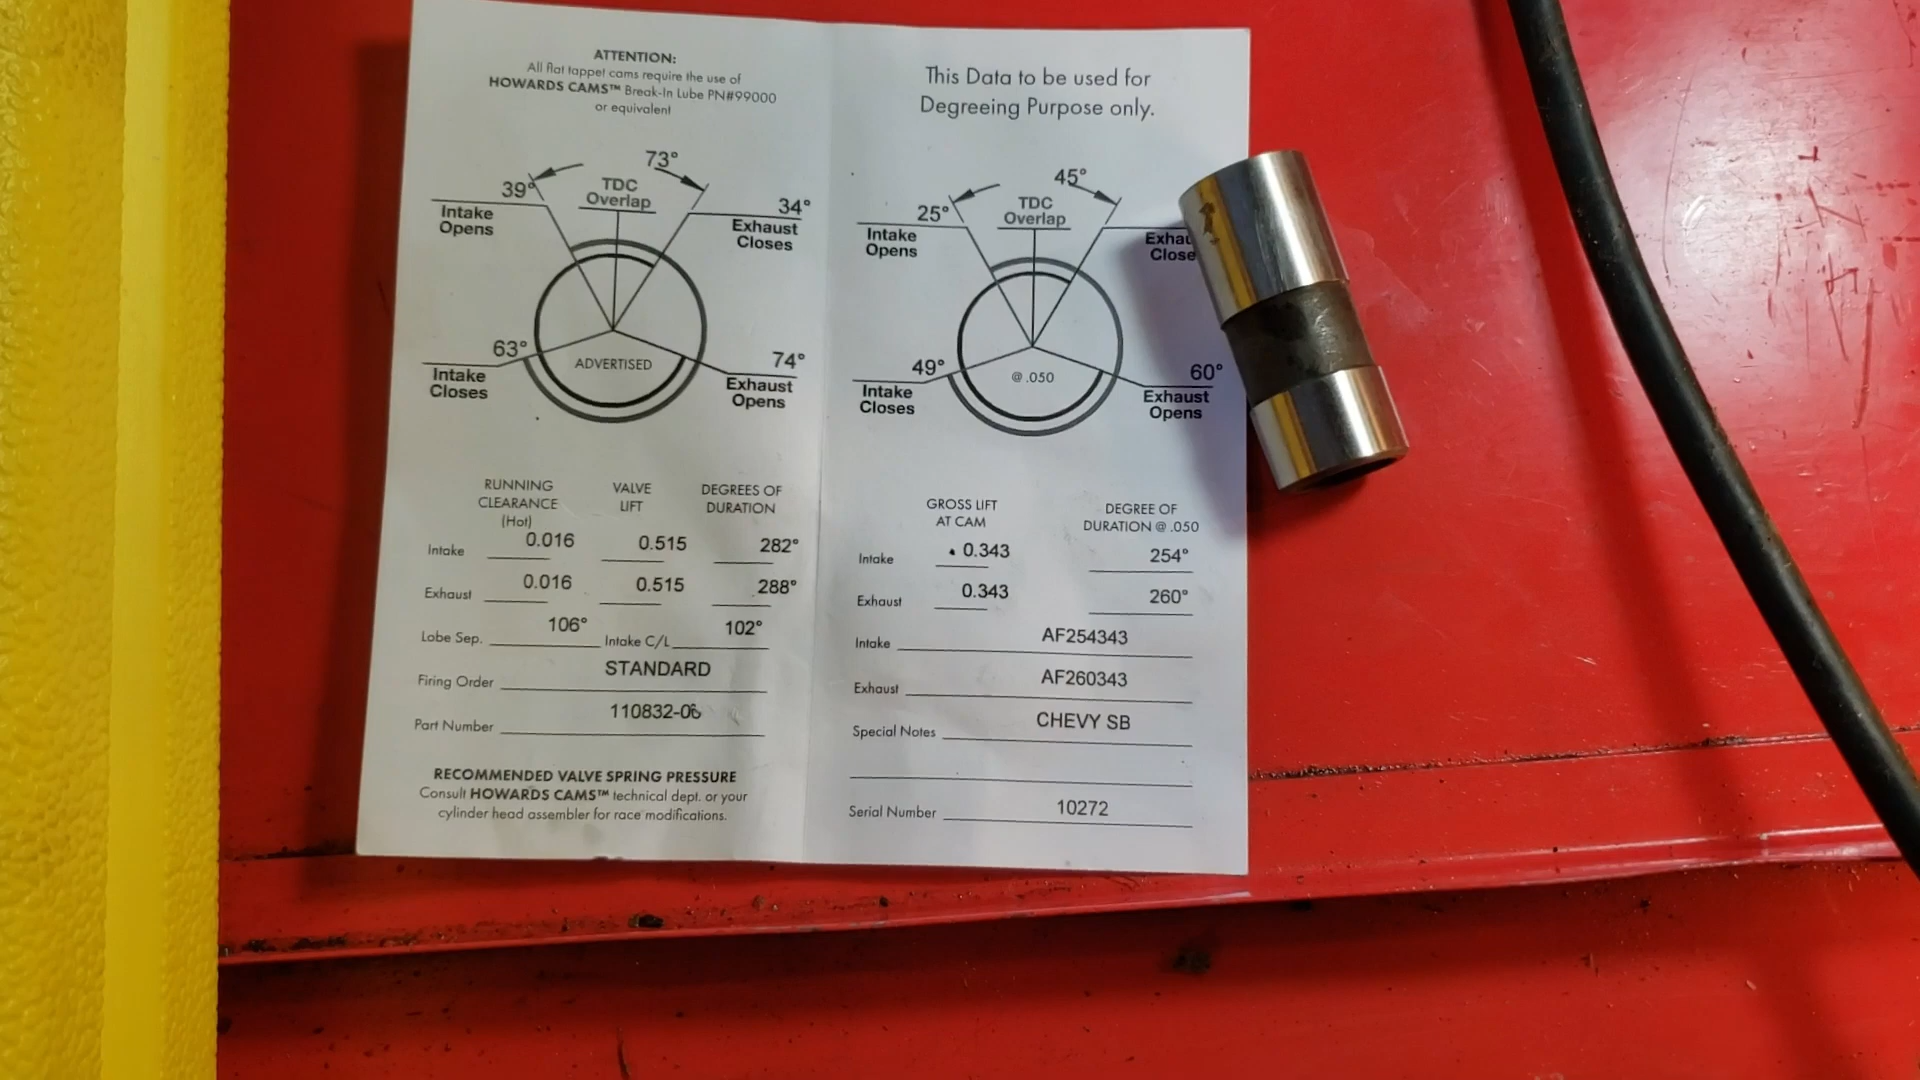 ATTENTION:
All flat tappet cams require the use of
HOWARDS CAMS™ Break-In Lube PN#99000
or equivalent
73°
39°
TDC
Overlap
34°
Intake
Opens
Exhaust
Closes
63°
ADVERTISED
74°
Intake
Closes
Exhaust
Opens
RUNNING
CLEARANCE
(Hot)
VALVE
LIFT
DEGREES OF
DURATION
Intake 0.016 0.515 282°
Exhaust 0.016 0.515 288°
Lobe Sep. 106° Intake C/L 102°
Firing Order STANDARD
Part Number 110832-06
RECOMMENDED VALVE SPRING PRESSURE
Consult HOWARDS CAMS™ technical dept. or your
cylinder head assembler for race modifications.
This Data to be used for
Degreeing Purpose only.
45°
25°
TDC
Overlap
Intake
Opens
49°
@ .050
60°
Intake
Closes
Exhaust
Opens
GROSS LIFT
AT CAM
DEGREE OF
DURATION @ .050
Intake 0.343 254°
Exhaust 0.343 260°
Intake AF254343
Exhaust AF260343
Special Notes CHEVY SB
Serial Number 10272